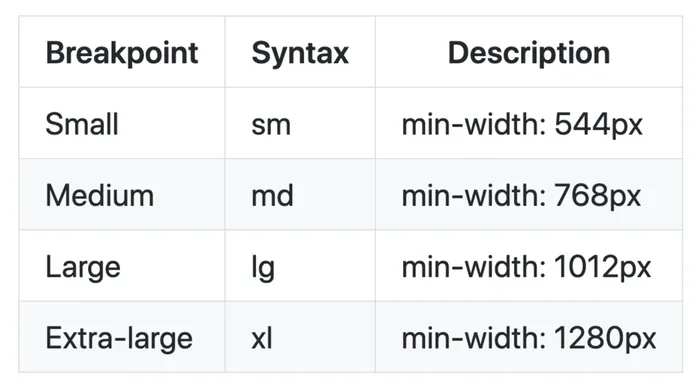 Breakpoint Syntax Description
Small sm min-width: 544px
Medium md min-width: 768px
Large lg min-width: 1012px
Extra-large xl min-width: 1280px